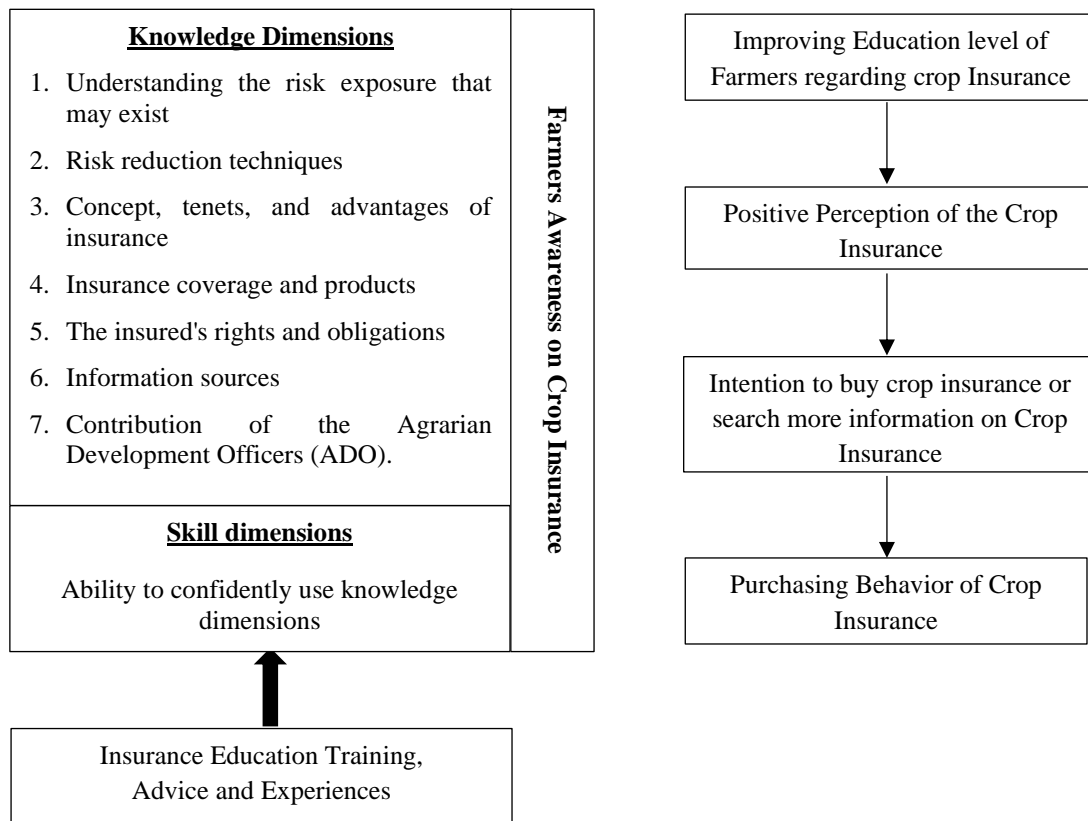 Knowledge Dimensions
1. Understanding the risk exposure that
may exist
2. Risk reduction techniques
3. Concept, tenets, and advantages of
insurance
4. Insurance coverage and products
5. The insured's rights and obligations
6. Information sources
7. Contribution of the Agrarian
Development Officers (ADO).
Skill dimensions
Ability to confidently use knowledge
dimensions
Farmers Awareness on Crop Insurance
Insurance Education Training,
Advice and Experiences
Improving Education level of
Farmers regarding crop Insurance
Positive Perception of the Crop
Insurance
Intention to buy crop insurance or
search more information on Crop
Insurance
Purchasing Behavior of Crop
Insurance